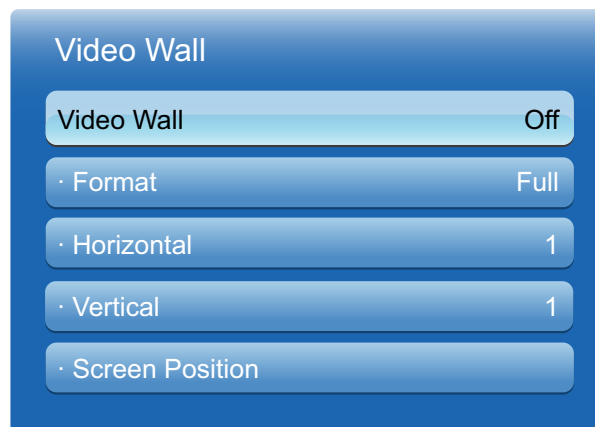 Video Wall
Video Wall Off
· Format Full
· Horizontal 1
· Vertical 1
· Screen Position